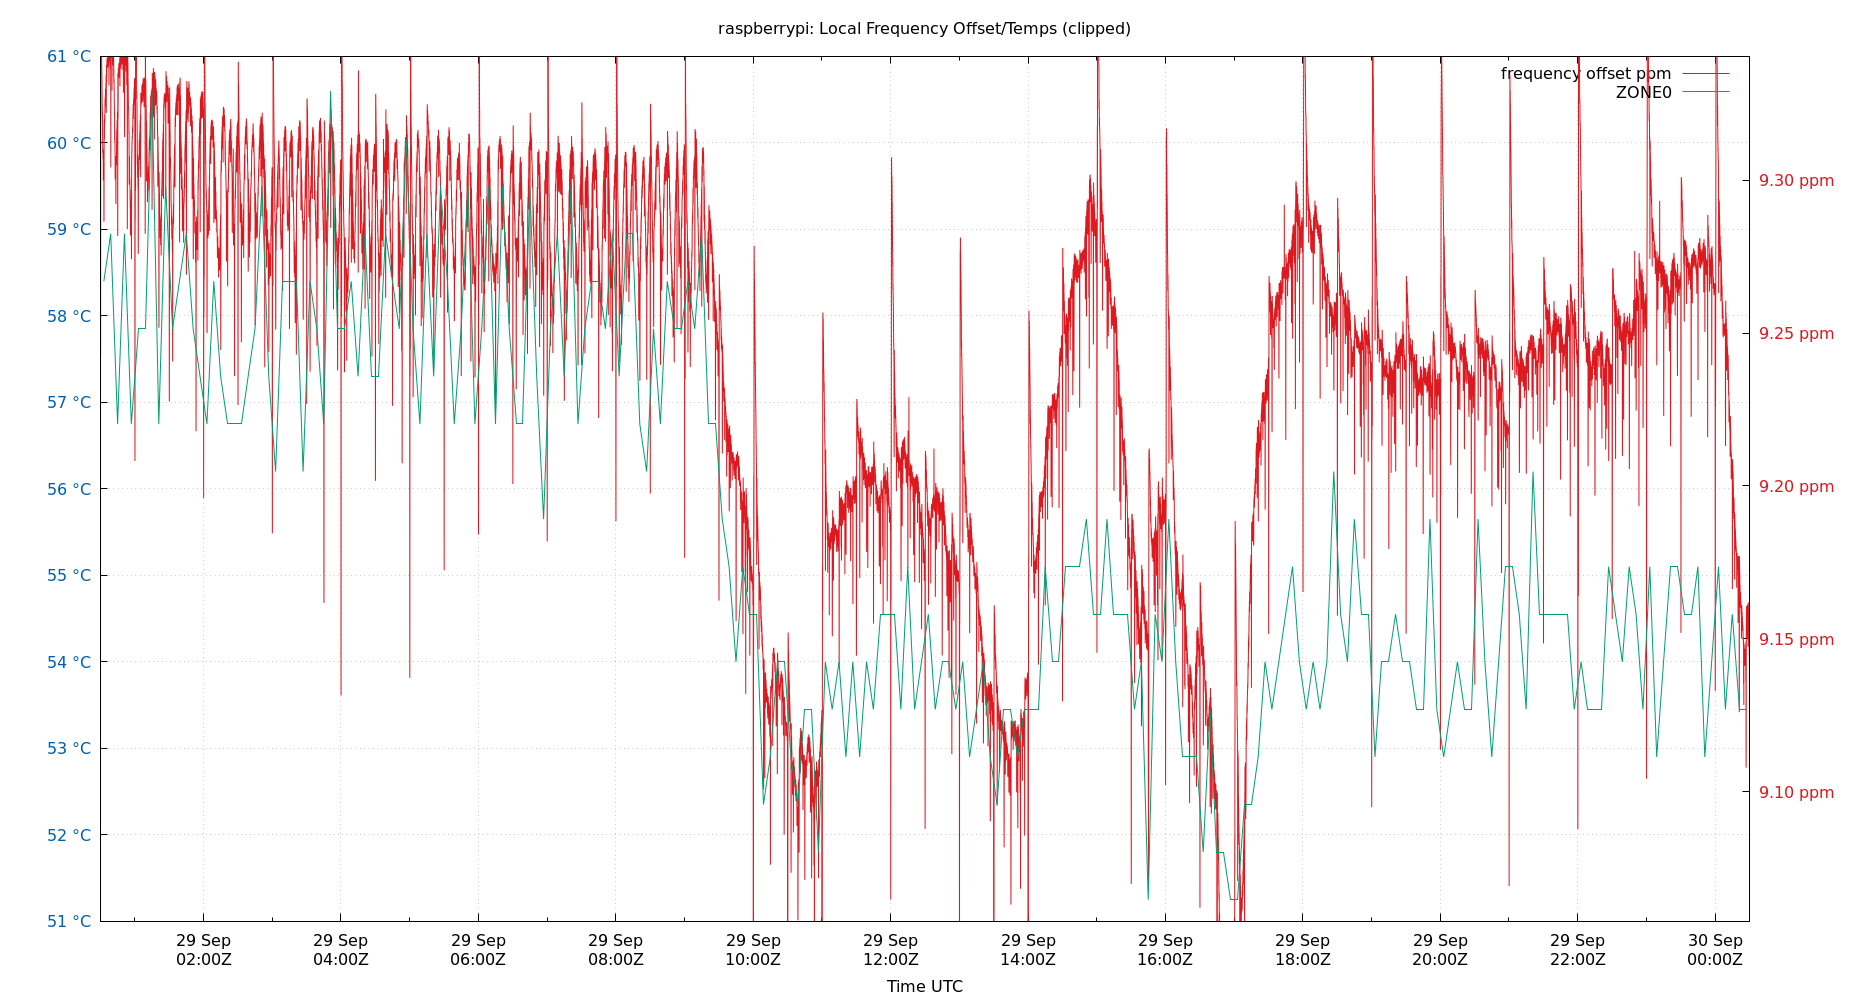 raspberrypi: Local Frequency Offset/Temps (clipped)
frequency offset ppm
ZONE0
61 °C
60 °C
59 °C
58 °C
57 °C
56 °C
55 °C
54 °C
53 °C
52 °C
51 °C
9.30 ppm
9.25 ppm
9.20 ppm
9.15 ppm
9.10 ppm
29 Sep 29 Sep 29 Sep 29 Sep 29 Sep 29 Sep 29 Sep 29 Sep 29 Sep 29 Sep 29 Sep 30 Sep
02:00Z 04:00Z 06:00Z 08:00Z 10:00Z 12:00Z 14:00Z 16:00Z 18:00Z 20:00Z 22:00Z 00:00Z
Time UTC